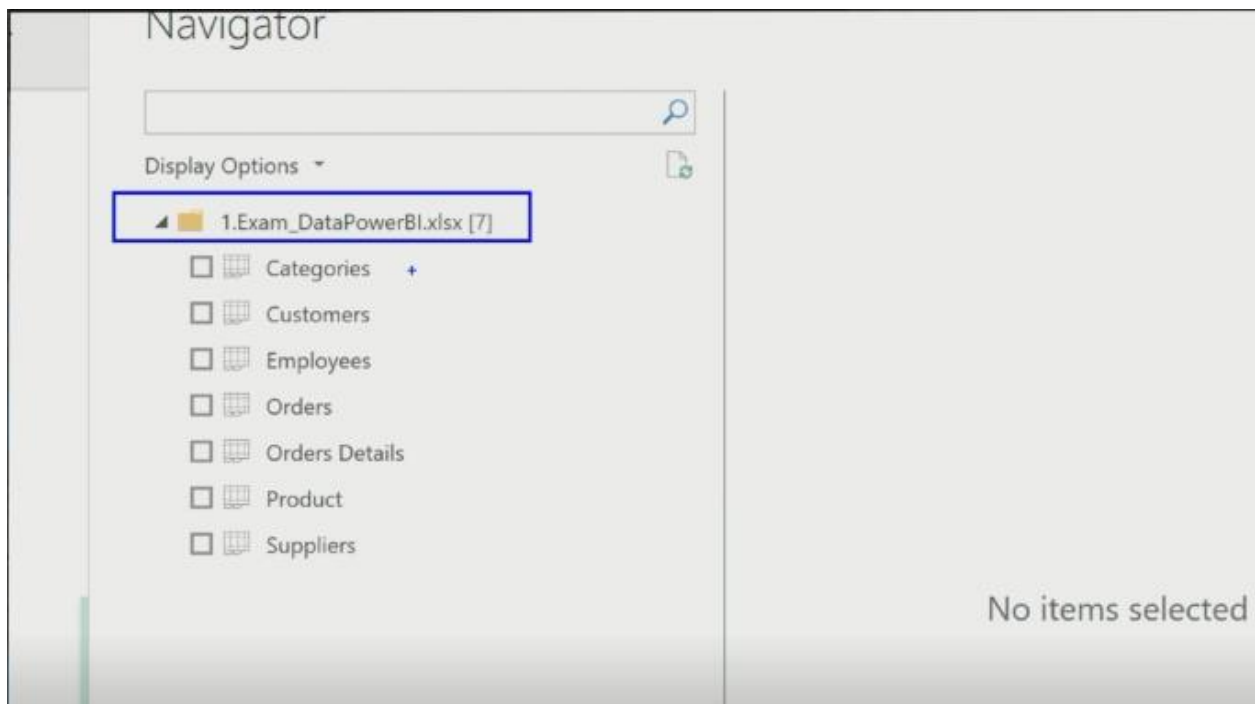 Navigator
Display Options
1.Exam_DataPowerBI.xlsx [7]
Categories
Customers
Employees
Orders
Orders Details
Product
Suppliers
No items selected